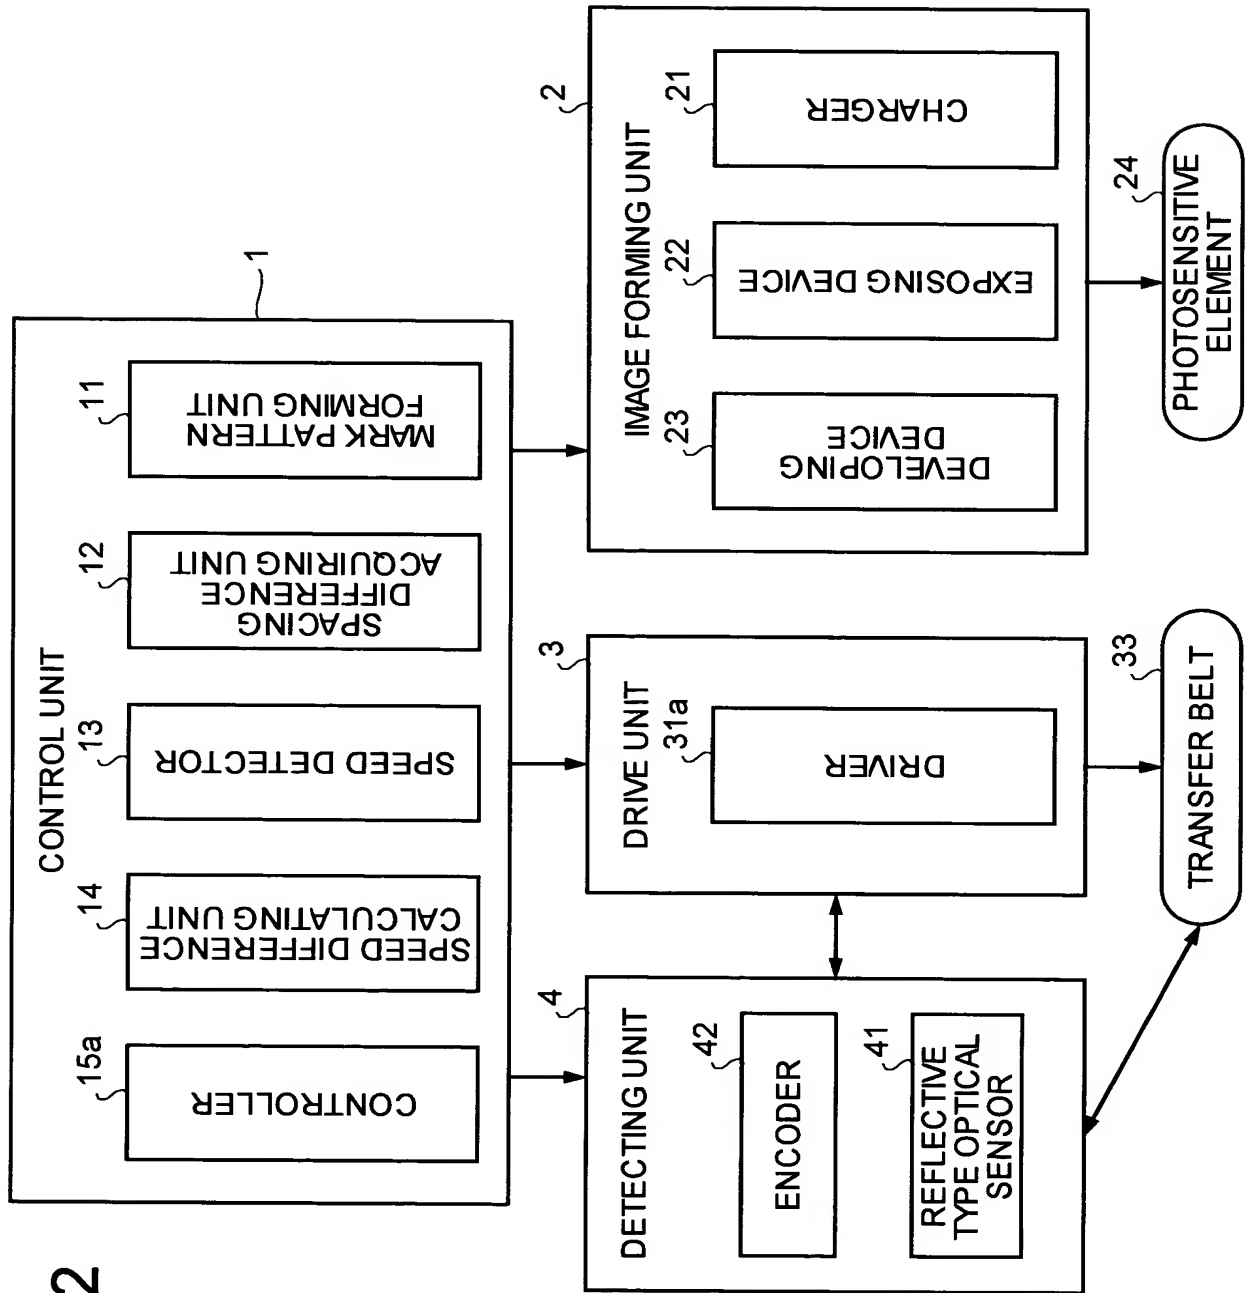 2
CONTROL UNIT
1
15a
CONTROLLER
14
SPEED DIFFERENCE
CALCULATING UNIT
13
SPEED DETECTOR
12
SPACING
DIFFERENCE
ACQUIRING UNIT
11
MARK PATTERN
FORMING UNIT
4
DETECTING UNIT
42
ENCODER
41
REFLECTIVE
TYPE OPTICAL
SENSOR
3
DRIVE UNIT
31a
DRIVER
2
IMAGE FORMING UNIT
23
DEVELOPING
DEVICE
22
EXPOSING DEVICE
21
CHARGER
33
TRANSFER BELT
24
PHOTOSENSITIVE
ELEMENT